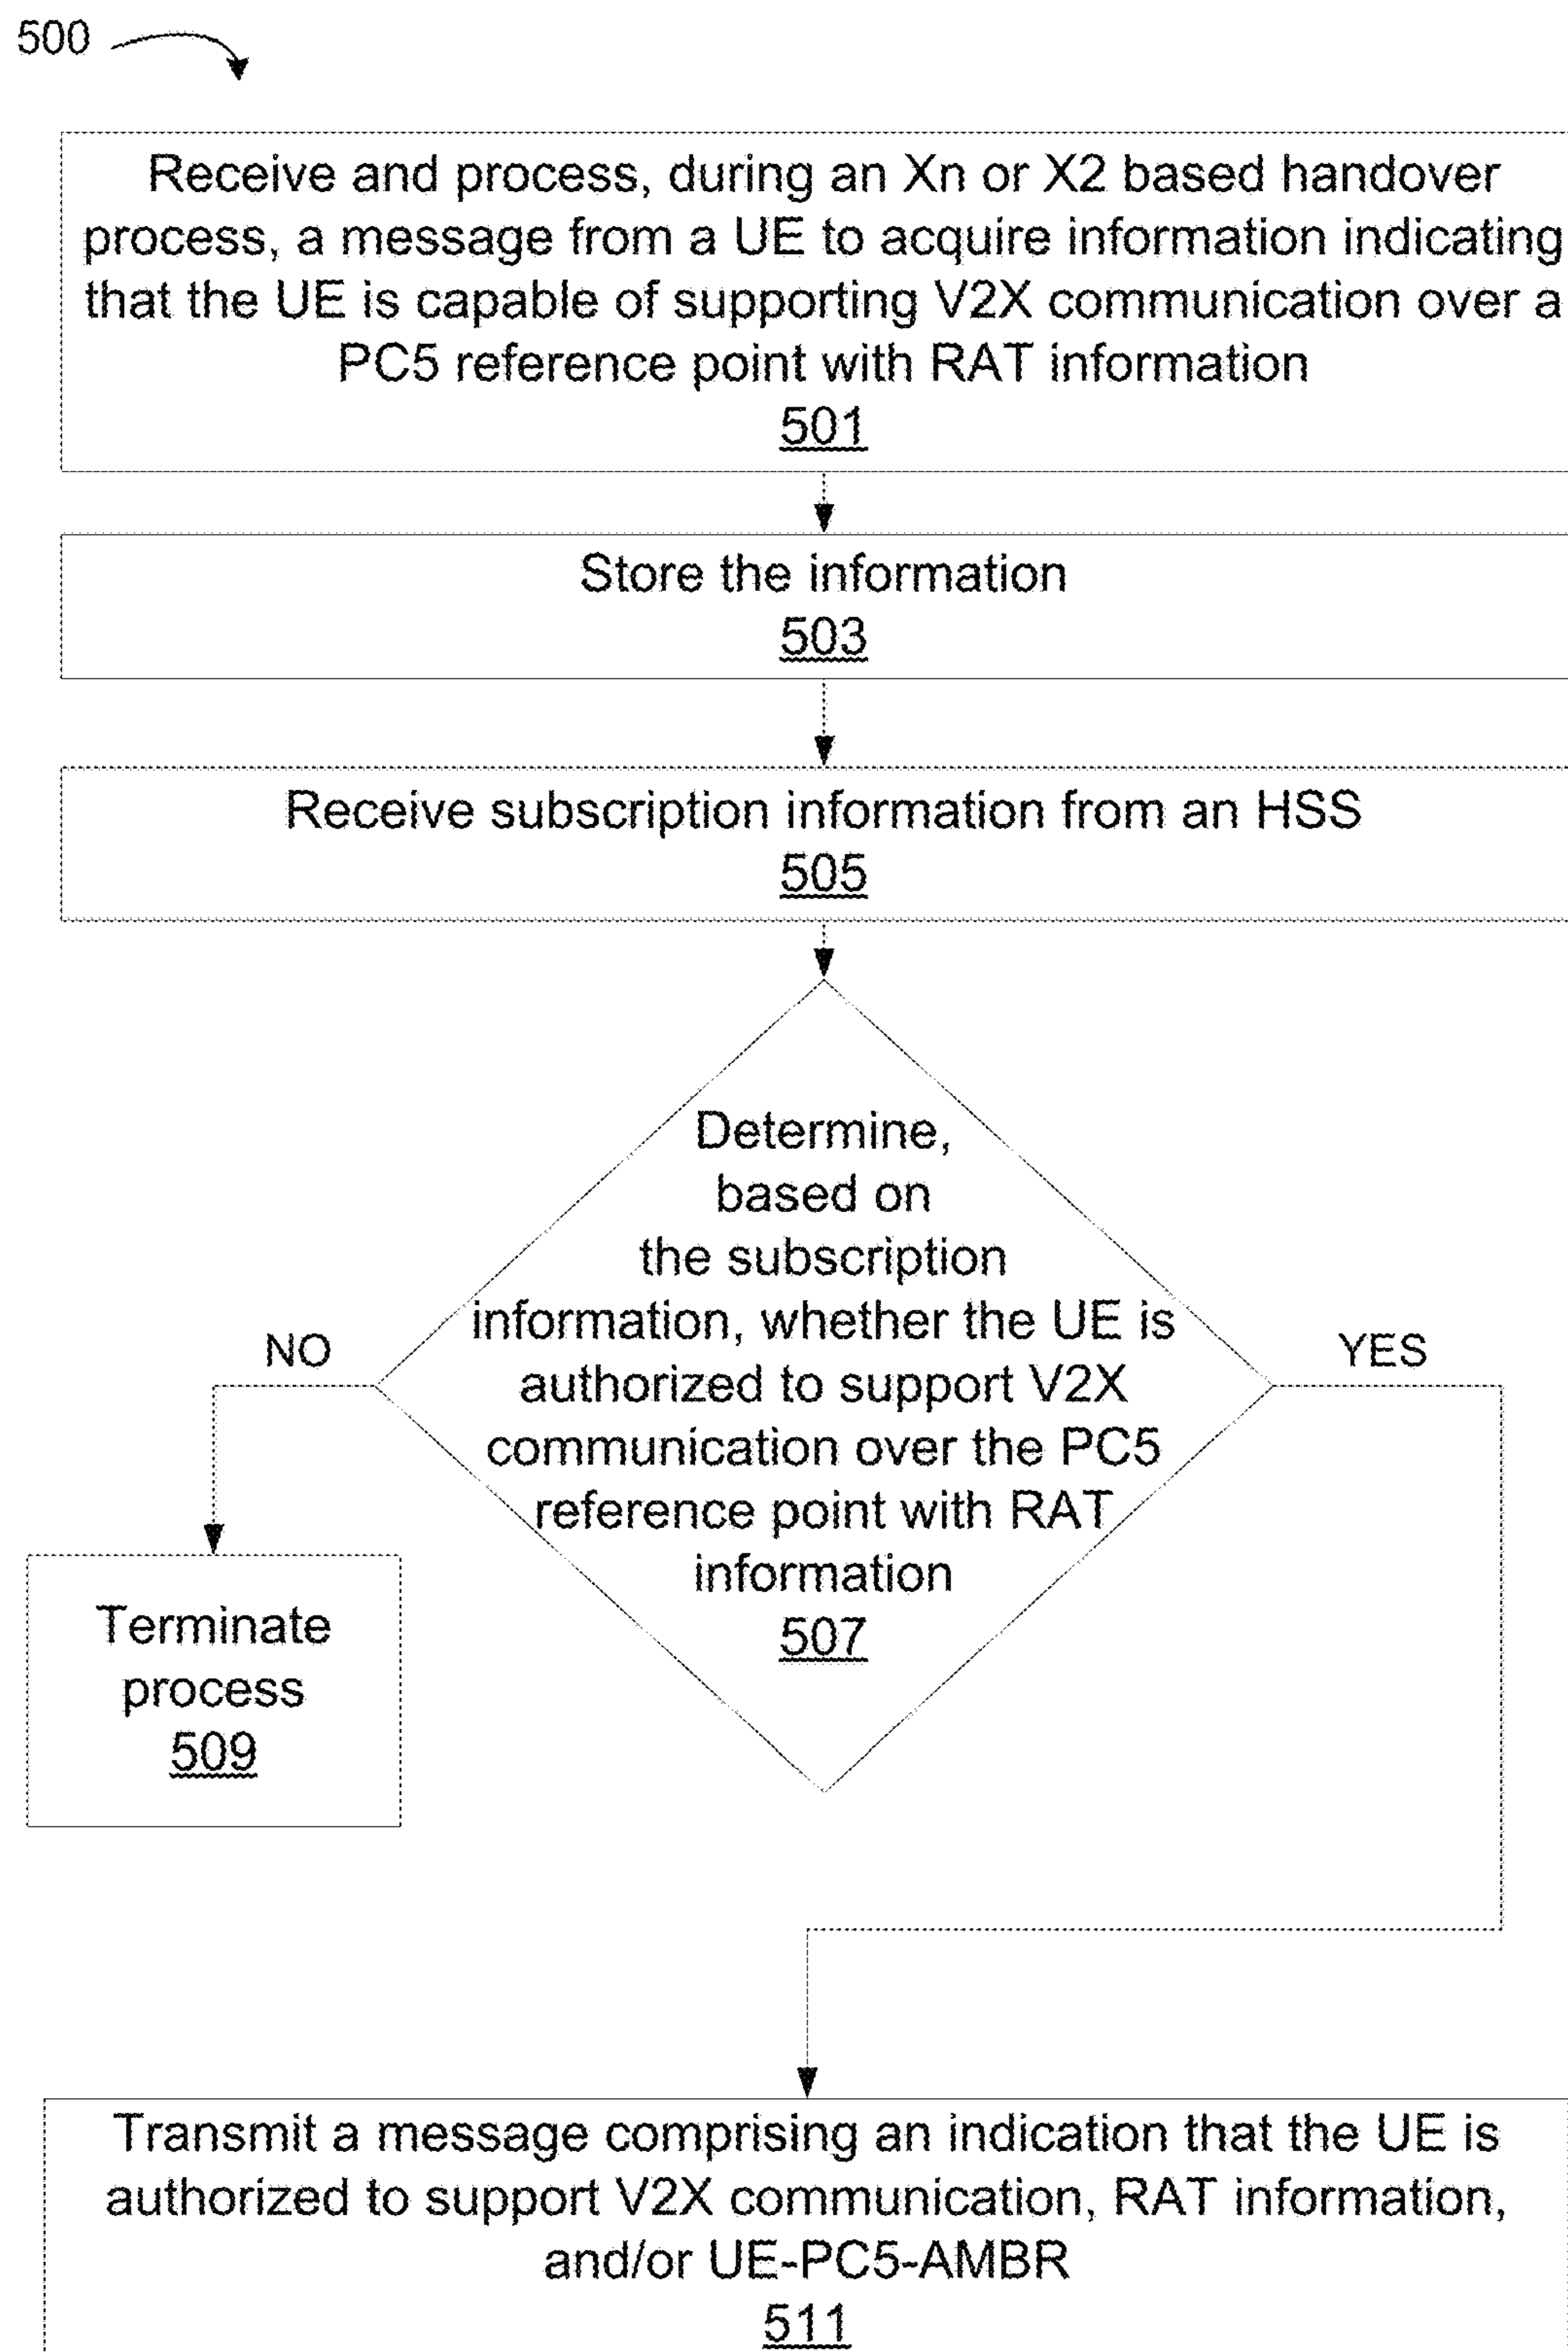 500
Receive and process, during an Xn or X2 based handover
process, a message from a UE to acquire information indicating
that the UE is capable of supporting V2X communication over a
PC5 reference point with RAT information
501
Store the information
503
Receive subscription information from an HSS
505
Determine,
based on
the subscription
information, whether the UE is
authorized to support V2X
communication over the PC5
reference point with RAT
information
507
NO
YES
Terminate
process
509
Transmit a message comprising an indication that the UE is
authorized to support V2X communication, RAT information,
and/or UE-PC5-AMBR
511